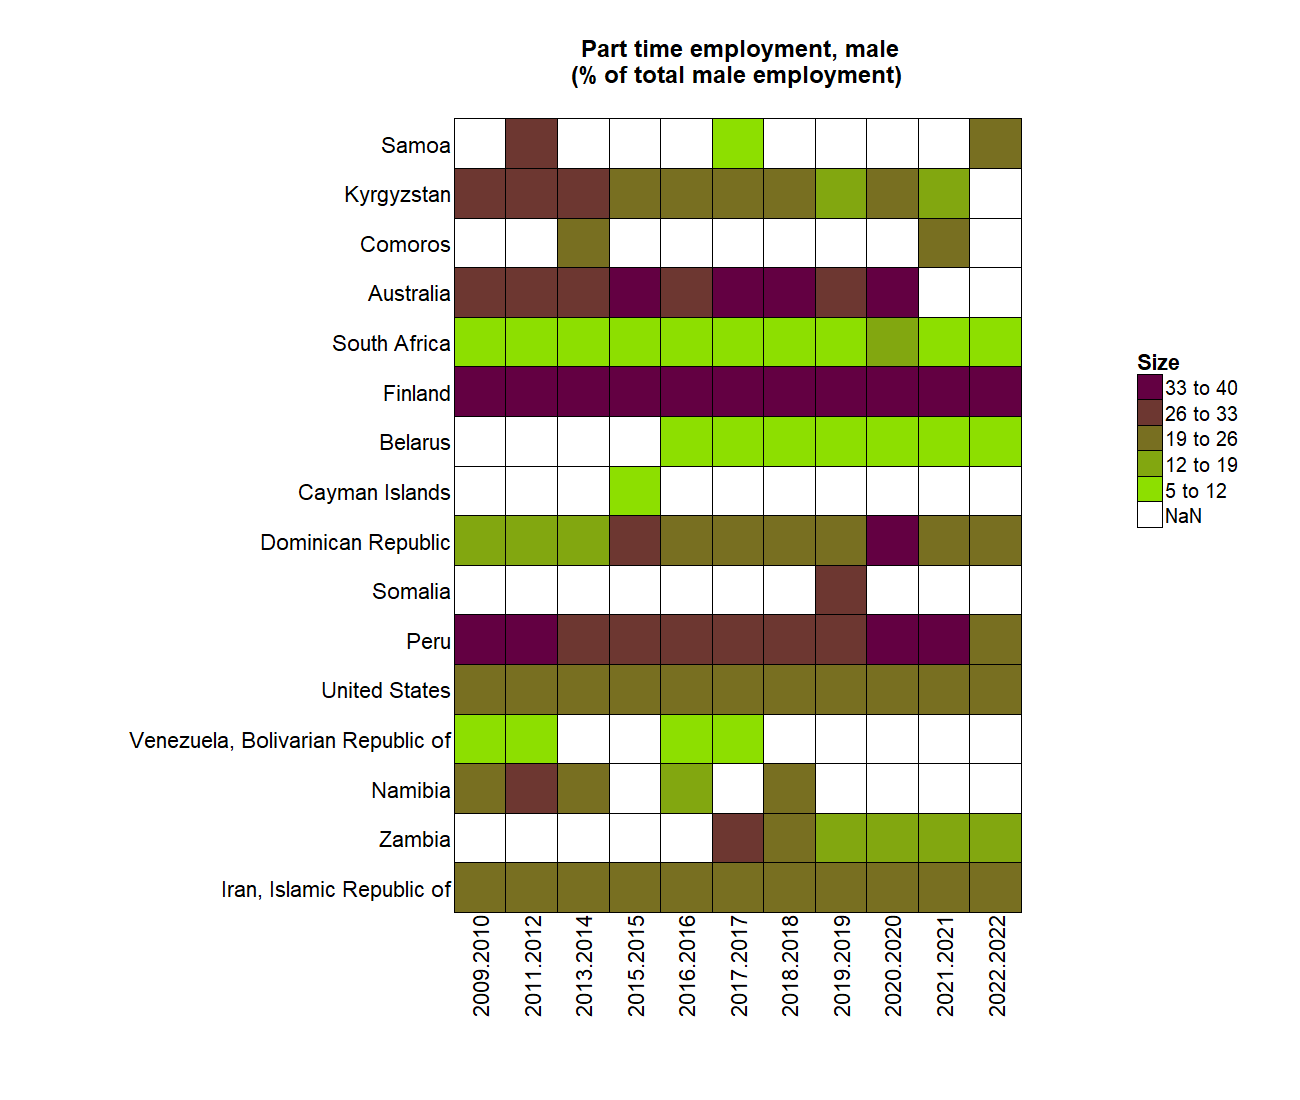 Part time employment, male
(% of total male employment)
Samoa
Kyrgyzstan
Comoros
Australia
South Africa
Finland
Belarus
Cayman Islands
Dominican Republic
Somalia
Peru
United States
Venezuela, Bolivarian Republic of
Namibia
Zambia
Iran, Islamic Republic of
2009.2010
2011.2012
2013.2014
2015.2015
2016.2016
2017.2017
2018.2018
2019.2019
2020.2020
2021.2021
2022.2022
Size
33 to 40
26 to 33
19 to 26
12 to 19
5 to 12
NaN